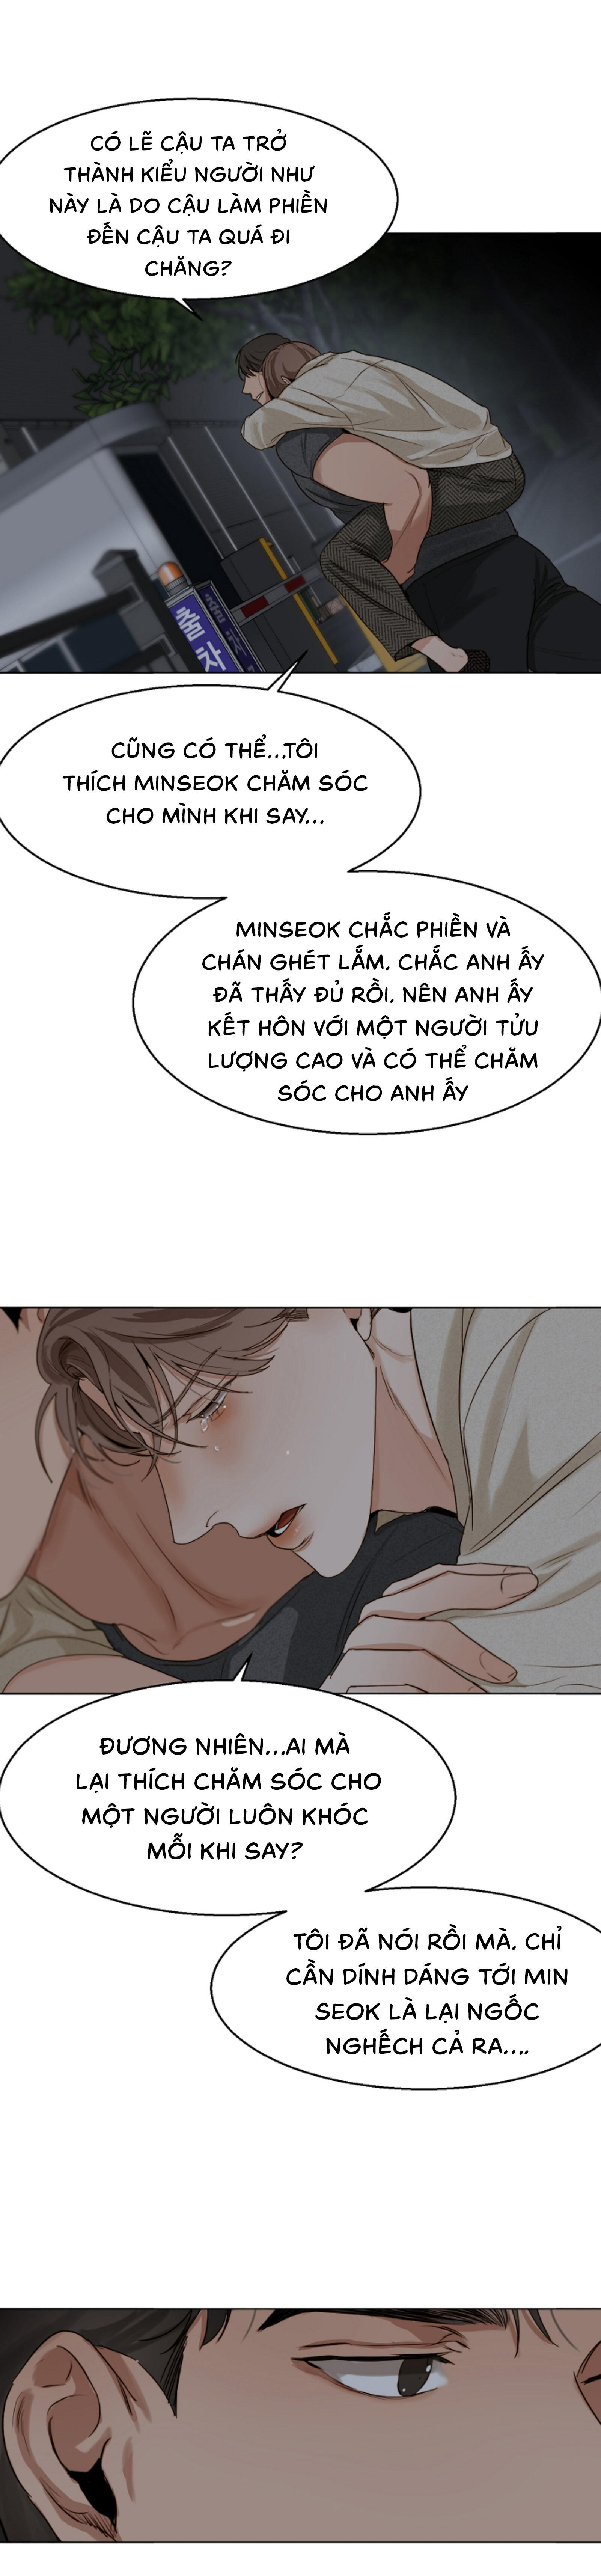 CÓ LẼ CẬU TA TRỞ
THÀNH KIỂU NGƯỜI NHƯ
NÀY LÀ DO CẬU LÀM PHIỀN
ĐẾN CẬU TA QUÁ ĐI
CHĂNG?
출차
CŨNG CÓ THỂ...TÔI
THÍCH MINSEOK CHĂM SÓC
CHO MÌNH KHI SAY...
MINSEOK CHẮC PHIỀN VÀ
CHÁN GHÉT LẮM. CHẮC ANH ẤY
ĐÃ THẤY ĐỦ RỒI. NÊN ANH ẤY
KẾT HÔN VỚI MỘT NGƯỜI TỬU
LƯỢNG CAO VÀ CÓ THỂ CHĂM
SÓC CHO ANH ẤY
ĐƯƠNG NHIÊN...AI MÀ
LẠI THÍCH CHĂM SÓC CHO
MỘT NGƯỜI LUÔN KHÓC
MỖI KHI SAY?
TÔI ĐÃ NÓI RỒI MÀ. CHỈ
CẦN DÍNH DÁNG TỚI MIN
SEOK LÀ LẠI NGỐC
NGHẾCH CẢ RA....